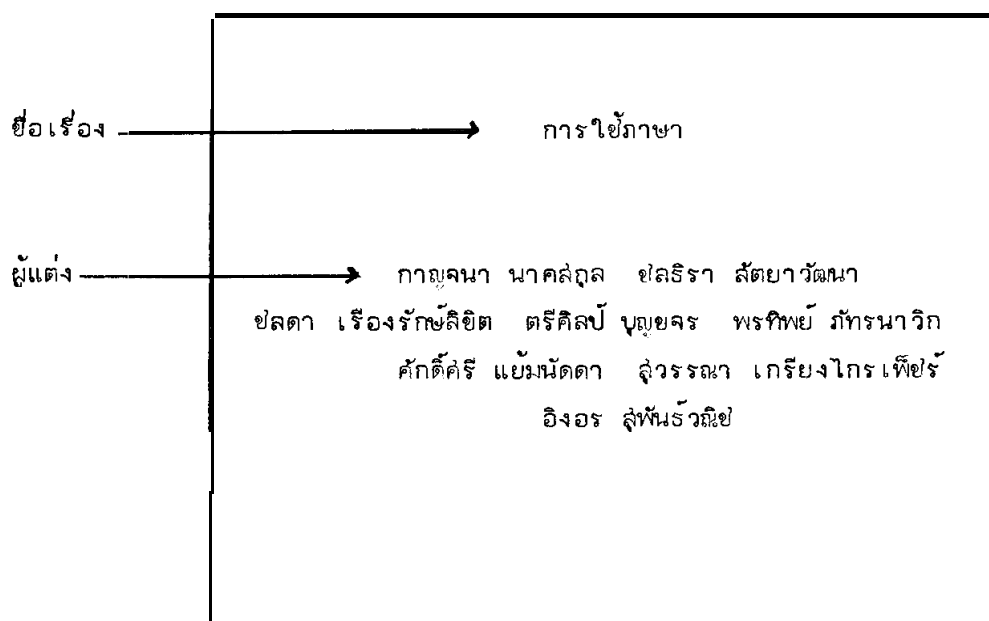 ชื่อเรื่อง การใช้ภาษา
ผู้แต่ง กาญจนา นาคสกุล ชลธิรา สัตยาวัฒนา
ชลดา เรืองรักษ์ลิขิต ตรีศิลป์ บุญขจร พรทิพย์ ภัทรนาวิก
ศักดิ์ศรี แย้มนัดดา สุวรรณา เกรียงไกรเพ็ชร์
อิงอร สุพันธ์วณิช